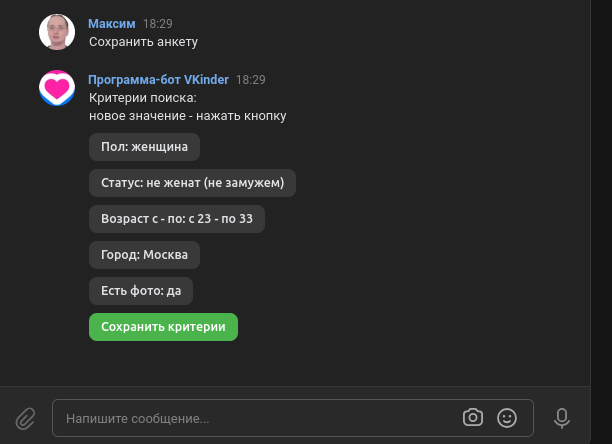 Максим 18:29
Сохранить анкету
Программа-бот VKinder 18:29
Критерии поиска:
новое значение - нажать кнопку
Пол: женщина
Статус: не женат (не замужем)
Возраст с - по: с 23 - по 33
Город: Москва
Есть фото: да
Сохранить критерии
Напишите сообщение...